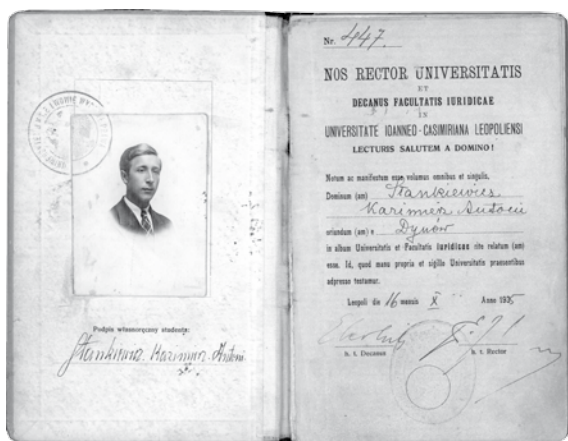 Podpis własnoręczny studenta:
Stankiewicz Kazimierz Antoni
Nr. 447.
NOS RECTOR UNIVERSITATIS
ET
DECANUS FACULTATIS IURIDICAE
IN
UNIVERSITATE IOANNEO-CASIMIRIANA LEOPOLIENSI
LECTURIS SALUTEM A DOMINO!
Notum ac manifestum esse volumus omnibus et singulis,
Dominum (am) Stankiewicz
Kazimierz Antoni
oriundum (am) e Dynów
in album Universitatis et Facultatis iuridicae rite relatum (am)
esse. Id, quod manu propria et sigillo Universitatis praesentibus
adpresso testamur.
Leopoli die 16 mensis X Anno 1935
h. t. Decanus h. t. Rector